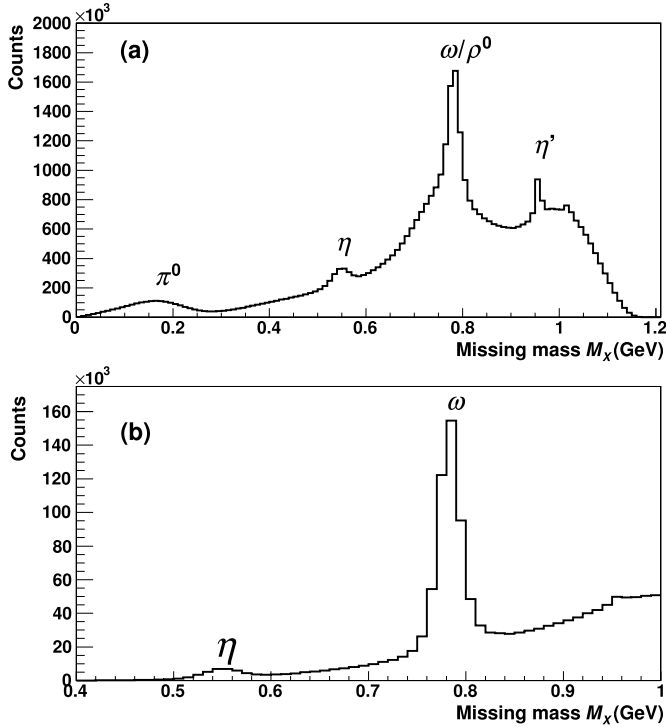 ×10³
Counts
2000
1800
1600
1400
1200
1000
800
600
400
200
0
(a)
ω/ρ⁰
η’
η
π⁰
0 0.2 0.4 0.6 0.8 1 1.2
Missing mass Mₓ(GeV)
×10³
Counts
160
140
120
100
80
60
40
20
0
(b)
ω
η
0.4 0.5 0.6 0.7 0.8 0.9 1
Missing mass Mₓ(GeV)